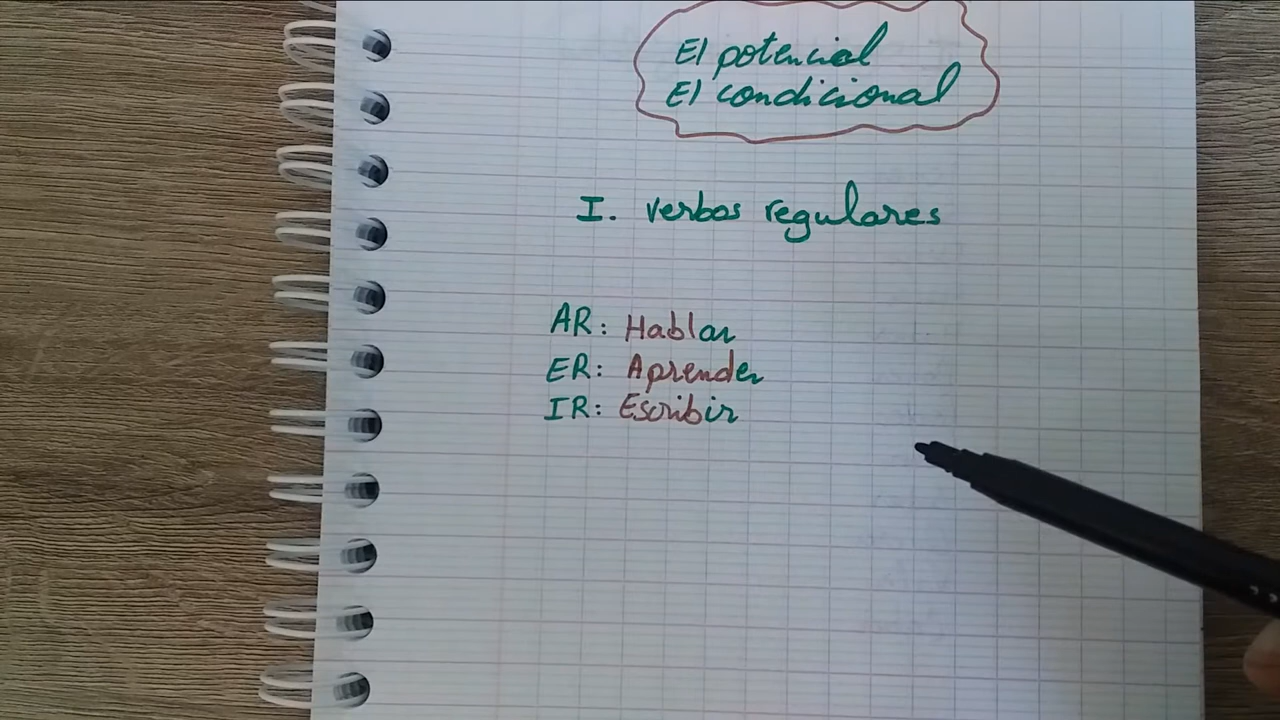 El potencial
El condicional
I. verbos regulares
AR: Hablar
ER: Aprender
IR: Escribir